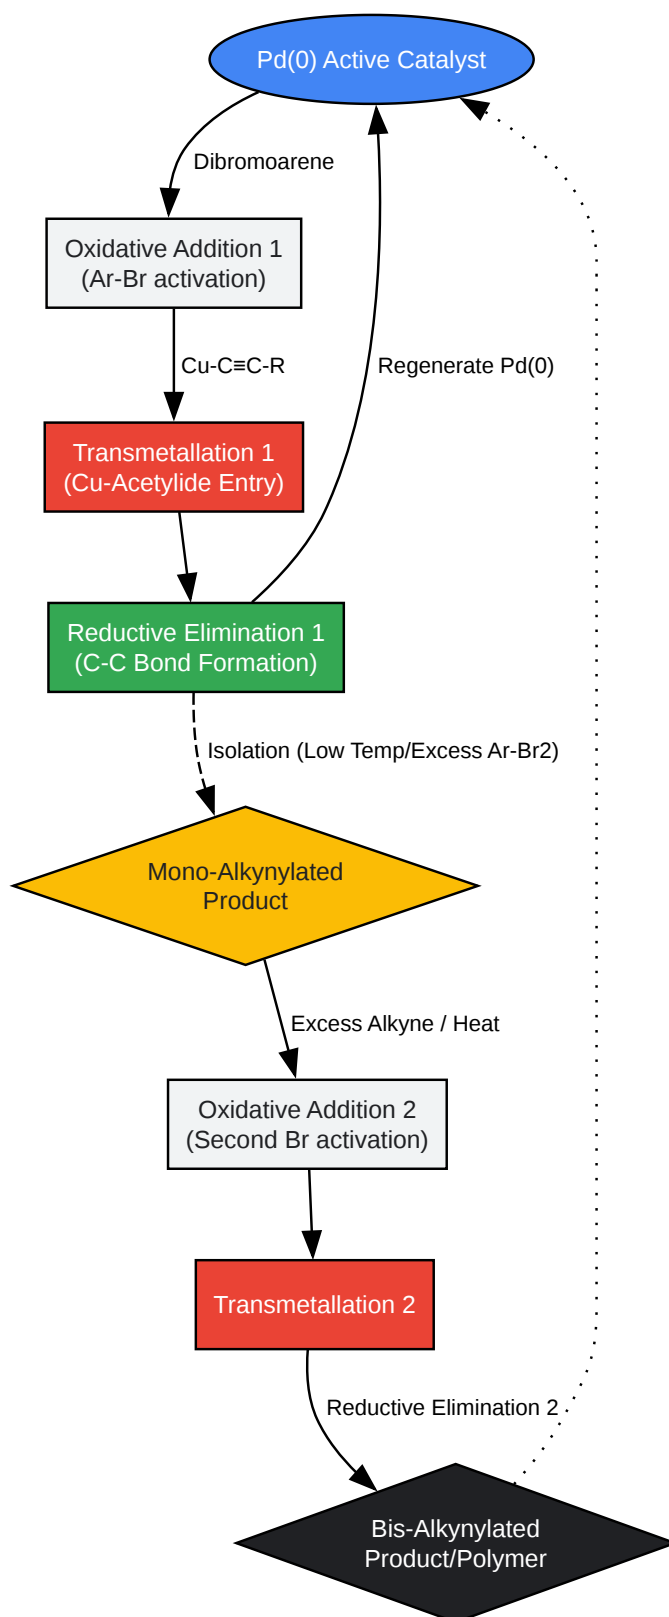 Pd(0) Active Catalyst
Dibromoarene
Oxidative Addition 1
(Ar-Br activation)
Cu-C≡C-R
Regenerate Pd(0)
Transmetallation 1
(Cu-Acetylide Entry)
Reductive Elimination 1
(C-C Bond Formation)
Isolation (Low Temp/Excess Ar-Br2)
Mono-Alkynylated
Product
Excess Alkyne / Heat
Oxidative Addition 2
(Second Br activation)
Transmetallation 2
Reductive Elimination 2
Bis-Alkynylated
Product/Polymer